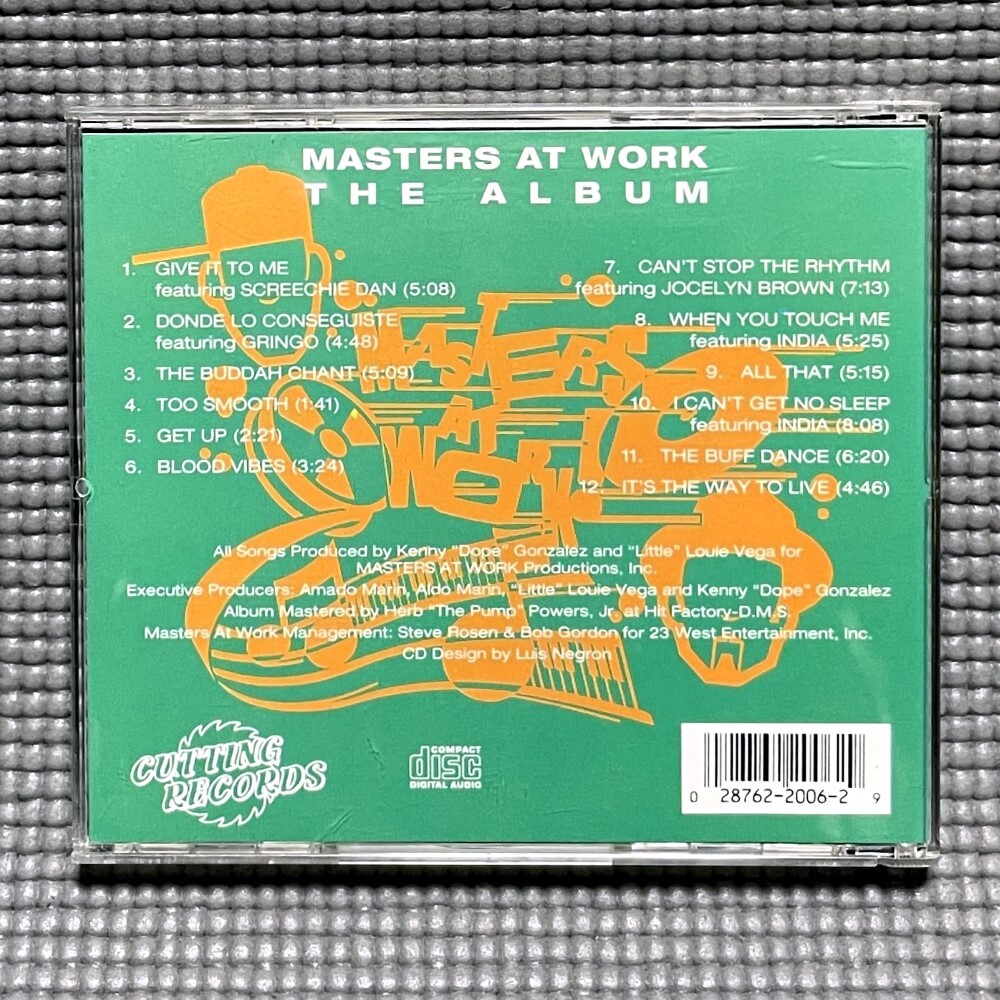 MASTERS AT WORK
THE ALBUM
1. GIVE IT TO ME
featuring SCREECHIE DAN (5:08)
2. DONDE LO CONSEGUISTE
featuring GRINGO (4:48)
3. THE BUDDAH CHANT (5:09)
4. TOO SMOOTH (1:41)
5. GET UP (2:21)
6. BLOOD VIBES (3:24)
7. CAN'T STOP THE RHYTHM
featuring JOCELYN BROWN (7:13)
8. WHEN YOU TOUCH ME
featuring INDIA (5:25)
9. ALL THAT (5:15)
10. I CAN'T GET NO SLEEP
featuring INDIA (8:08)
11. THE BUFF DANCE (6:20)
12. IT'S THE WAY TO LIVE (4:46)
MASTERS
AT
WORK
All Songs Produced by Kenny "Dope" Gonzalez and "Little" Louie Vega for
MASTERS AT WORK Productions, Inc.
Executive Producers: Amado Marin, Aldo Marin, "Little" Louie Vega and Kenny "Dope" Gonzalez
Album Mastered by Herb "The Pump" Powers, Jr. at Hit Factory-D.M.S.
Masters At Work Management: Steve Rosen & Bob Gordon for 23 West Entertainment, Inc.
CD Design by Luis Negron
CUTTING
RECORDS
COMPACT
disc
DIGITAL AUDIO
0 28762-2006-2 9